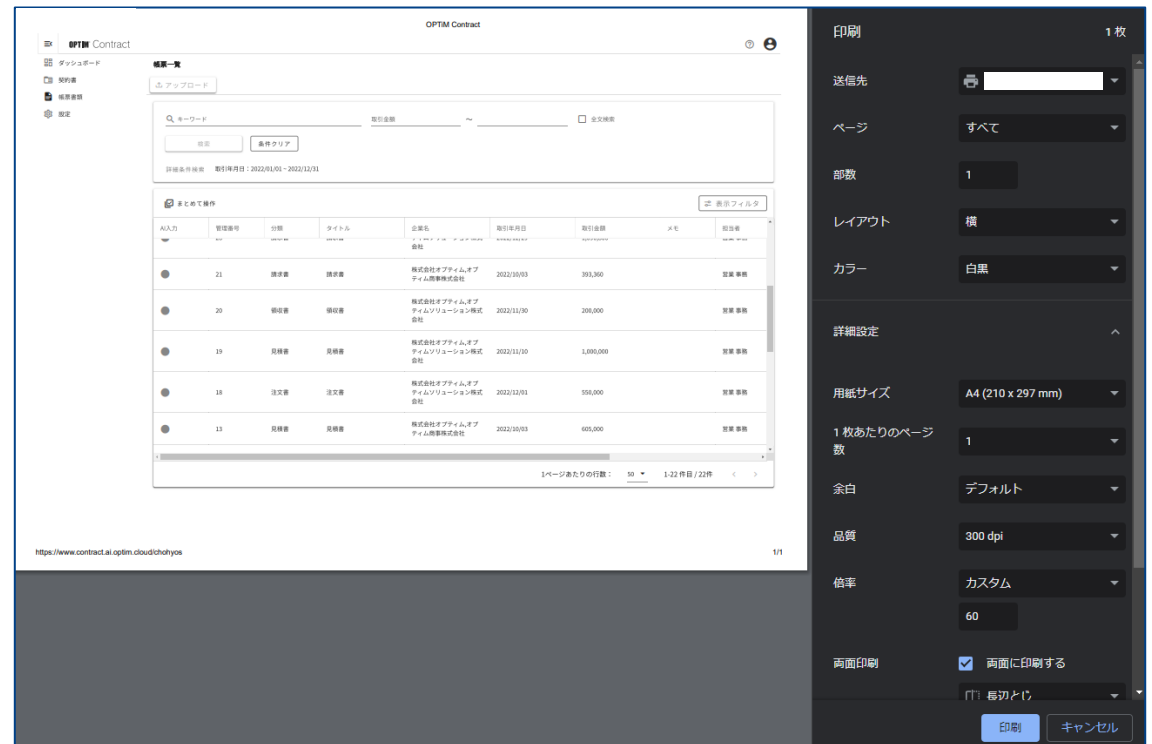 OPTiM Contract
OPTiM Contract
ダッシュボード
契約書
帳票書類
設定
帳票一覧
アップロード
キーワード
取引金額
～
全文検索
検索
条件クリア
詳細条件検索 取引年月日：2022/01/01 ~ 2022/12/31
まとめて操作
表示フィルタ
AI入力 管理番号 分類 タイトル 企業名 取引年月日 取引金額 メモ 担当者
会社
21 請求書 請求書 株式会社オプティム,オプ
ティム商事株式会社 2022/10/03 393,360 営業 事務
20 領収書 領収書 株式会社オプティム,オプ
ティムソリューション株式 2022/11/30 200,000 営業 事務
会社
19 見積書 見積書 株式会社オプティム,オプ
ティムソリューション株式 2022/11/10 1,000,000 営業 事務
会社
18 注文書 注文書 株式会社オプティム,オプ
ティムソリューション株式 2022/12/01 550,000 営業 事務
会社
13 見積書 見積書 株式会社オプティム,オプ
ティム商事株式会社 2022/10/03 605,000 営業 事務
1ページあたりの行数： 50 1-22 件目 / 22件
https://www.contract.ai.optim.cloud/chohyos
1/1
印刷 1 枚
送信先
ページ すべて
部数 1
レイアウト 横
カラー 白黒
詳細設定
用紙サイズ A4 (210 x 297 mm)
1 枚あたりのページ
数 1
余白 デフォルト
品質 300 dpi
倍率 カスタム
60
両面印刷 両面に印刷する
長辺とじ
印刷 キャンセル